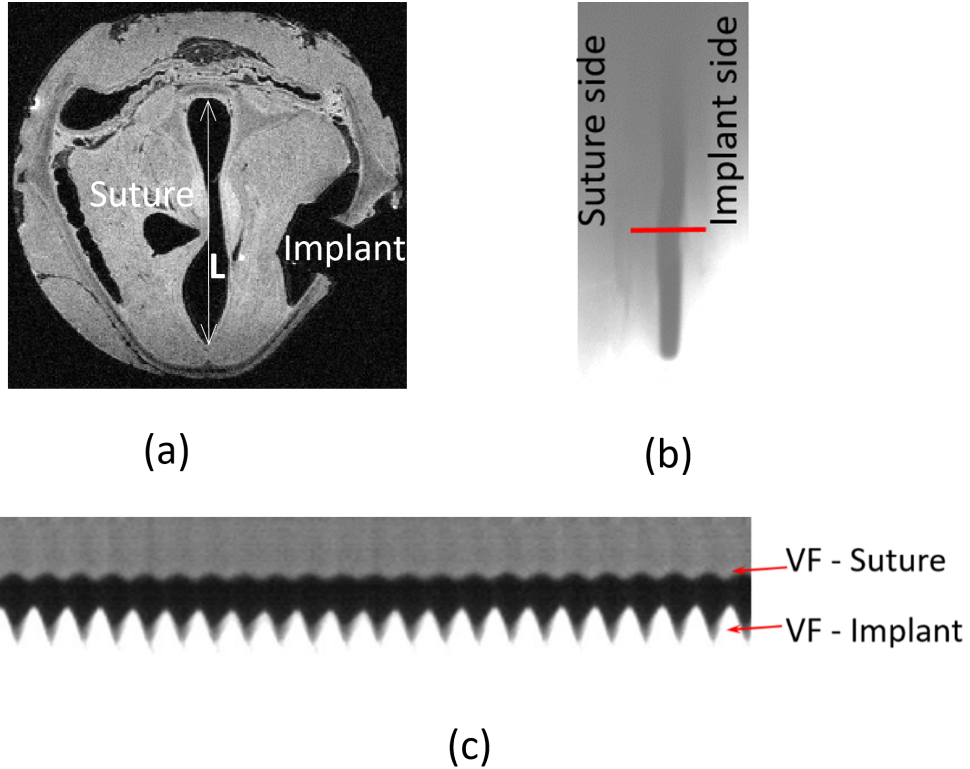 Suture
Implant
L
(a)
Suture side
Implant side
(b)
VF - Suture
VF - Implant
(c)